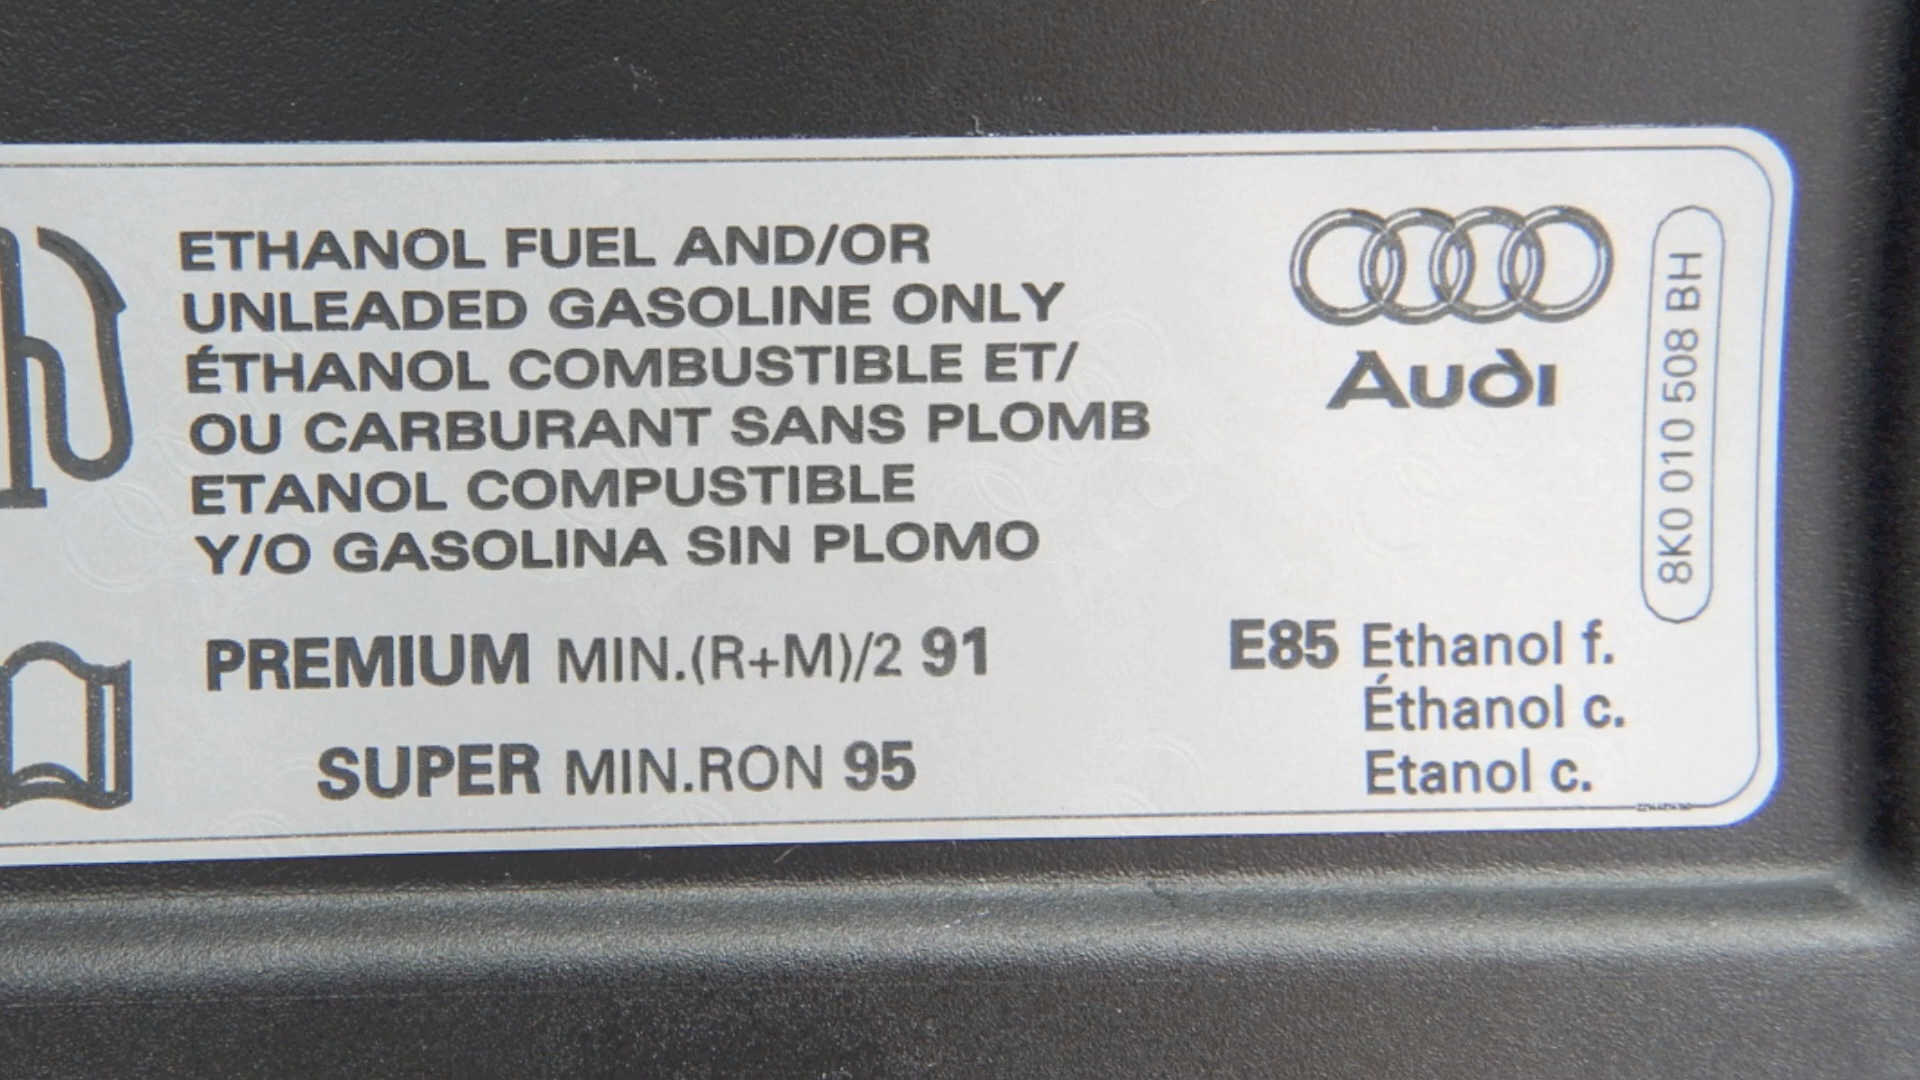 ETHANOL FUEL AND/OR
UNLEADED GASOLINE ONLY
ÉTHANOL COMBUSTIBLE ET/
OU CARBURANT SANS PLOMB
ETANOL COMPUSTIBLE
Y/O GASOLINA SIN PLOMO
PREMIUM MIN.(R+M)/2 91
SUPER MIN.RON 95
Audi
8K0 010 508 BH
E85 Ethanol f.
Éthanol c.
Etanol c.